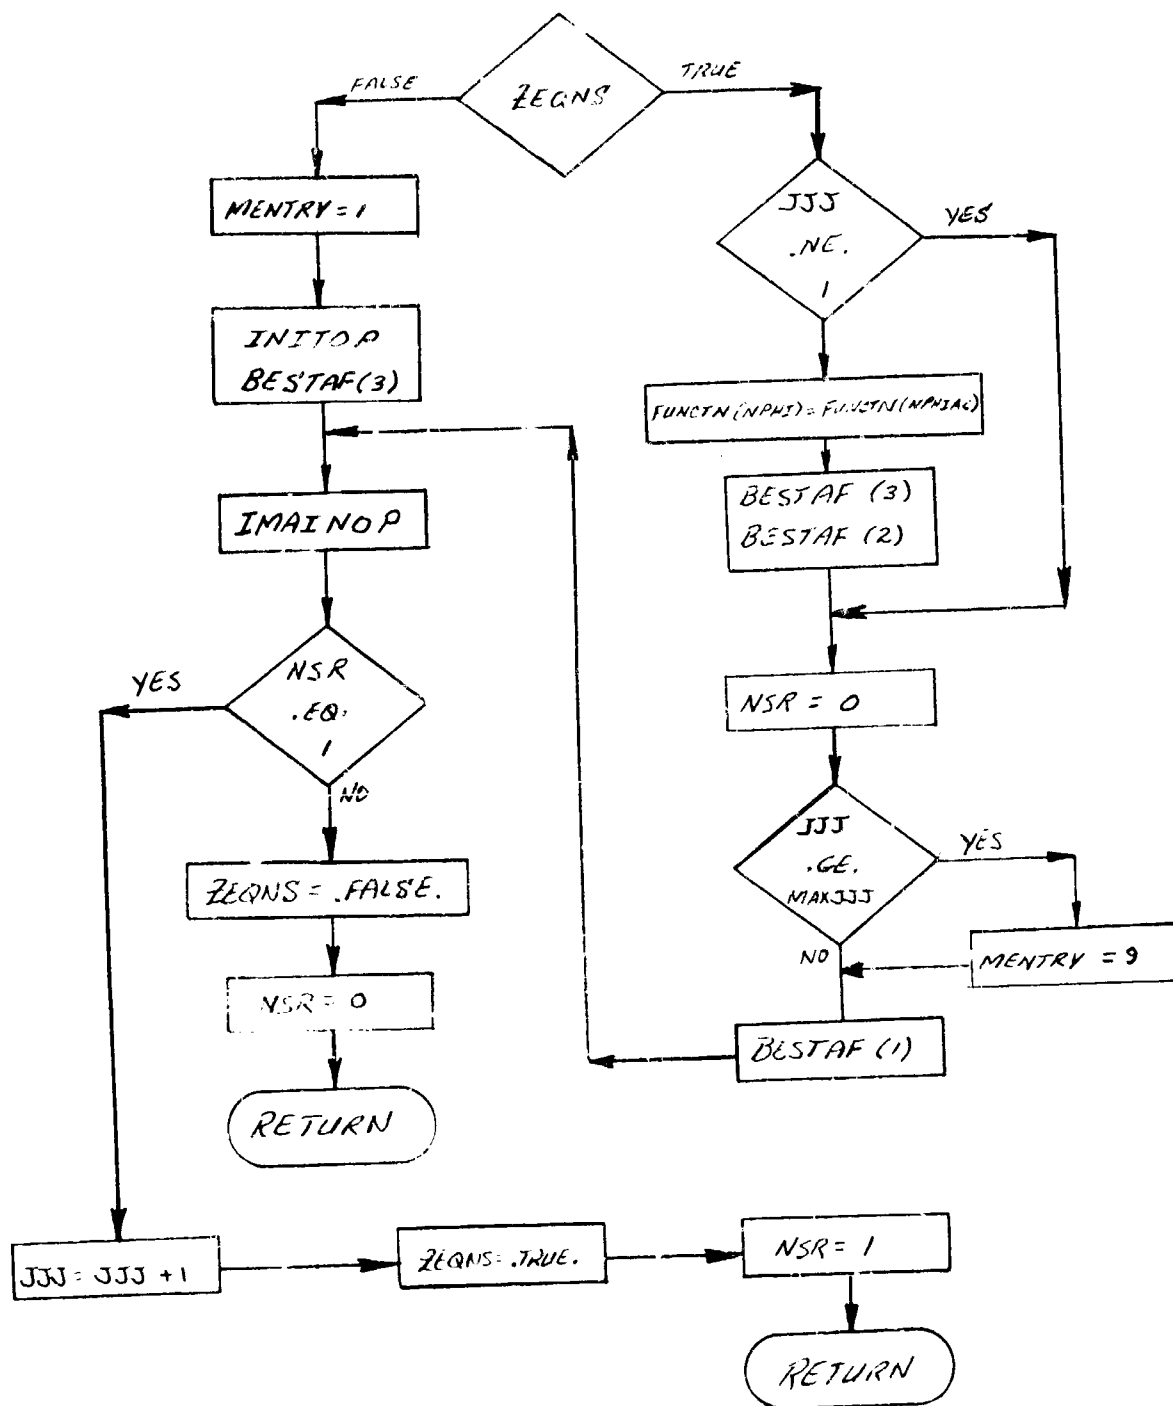 ZEQNS
FALSE
TRUE
MENTRY = 1
JJJ
.NE.
1
YES
INITOP
BESTAF(3)
FUNCTN(NPHI) = FUNCTN(NPHIAC)
IMAINOP
BESTAF (3)
BESTAF (2)
NSR
.EQ.
1
YES
NO
NSR = 0
JJJ
.GE.
MAXJJJ
YES
NO
ZEQNS = .FALSE.
MENTRY = 9
NSR = 0
BESTAF (1)
RETURN
JJJ = JJJ + 1
ZEQNS = .TRUE.
NSR = 1
RETURN